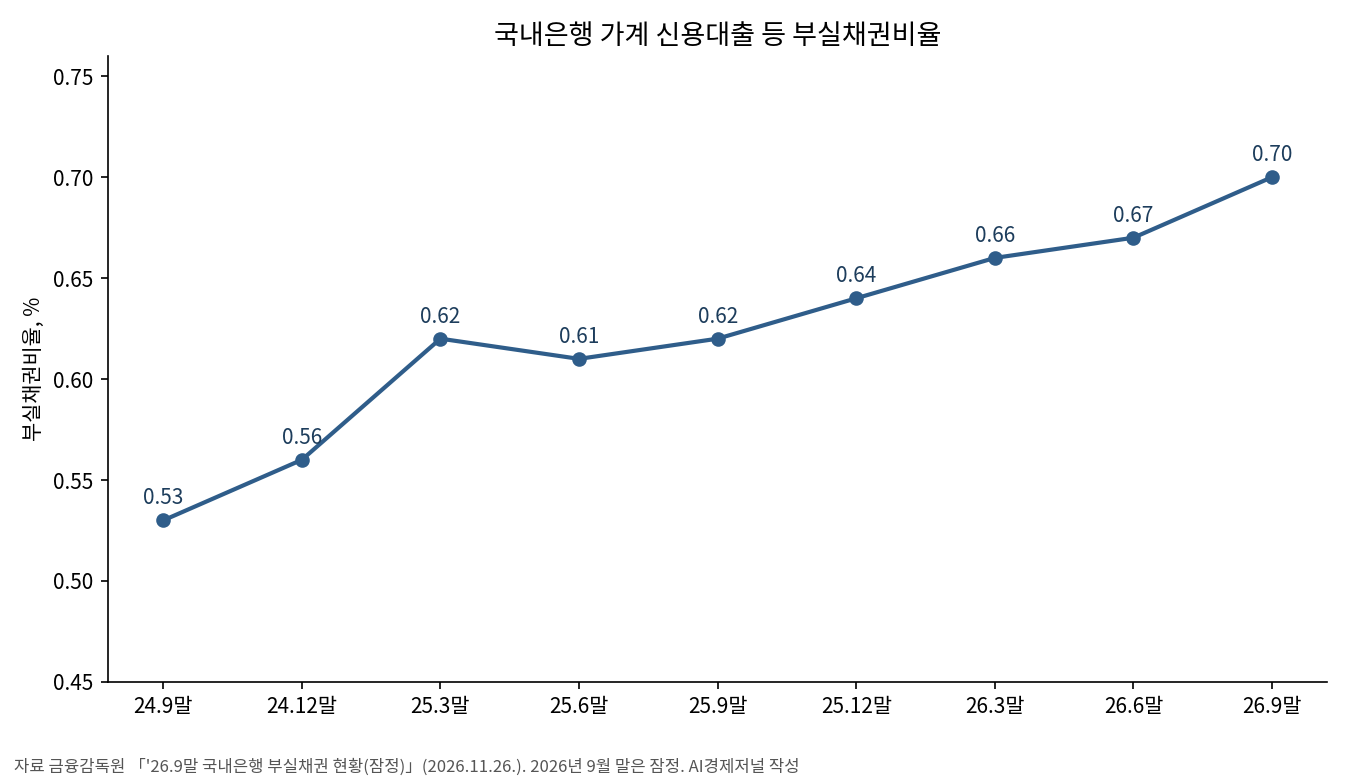 국내은행 가계 신용대출 등 부실채권비율
부실채권비율, %
0.75
0.70
0.65
0.60
0.55
0.50
0.45
0.53
0.56
0.62
0.61
0.62
0.64
0.66
0.67
0.70
24.9말
24.12말
25.3말
25.6말
25.9말
25.12말
26.3말
26.6말
26.9말
자료 금융감독원 「'26.9말 국내은행 부실채권 현황(잠정)」(2026.11.26.). 2026년 9월 말은 잠정. AI경제저널 작성